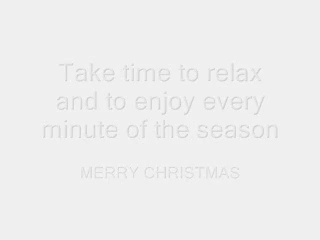 Take time to relax
and to enjoy every
minute of the season
MERRY CHRISTMAS